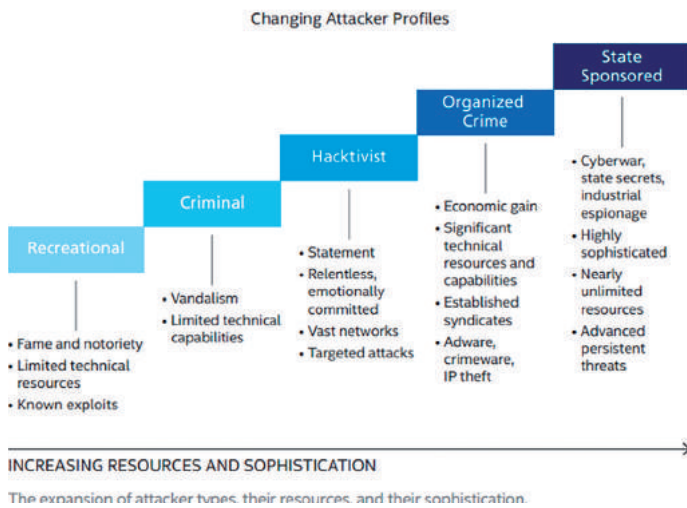 Changing Attacker Profiles
State
Sponsored
Organized
Crime
Hacktivist
Criminal
Recreational
• Fame and notoriety
• Limited technical
resources
• Known exploits
• Vandalism
• Limited technical
capabilities
• Statement
• Relentless,
emotionally
committed
• Vast networks
• Targeted attacks
• Economic gain
• Significant
technical
resources and
capabilities
• Established
syndicates
• Adware,
crimeware,
IP theft
• Cyberwar,
state secrets,
industrial
espionage
• Highly
sophisticated
• Nearly
unlimited
resources
• Advanced
persistent
threats
INCREASING RESOURCES AND SOPHISTICATION
The expansion of attacker types, their resources, and their sophistication.